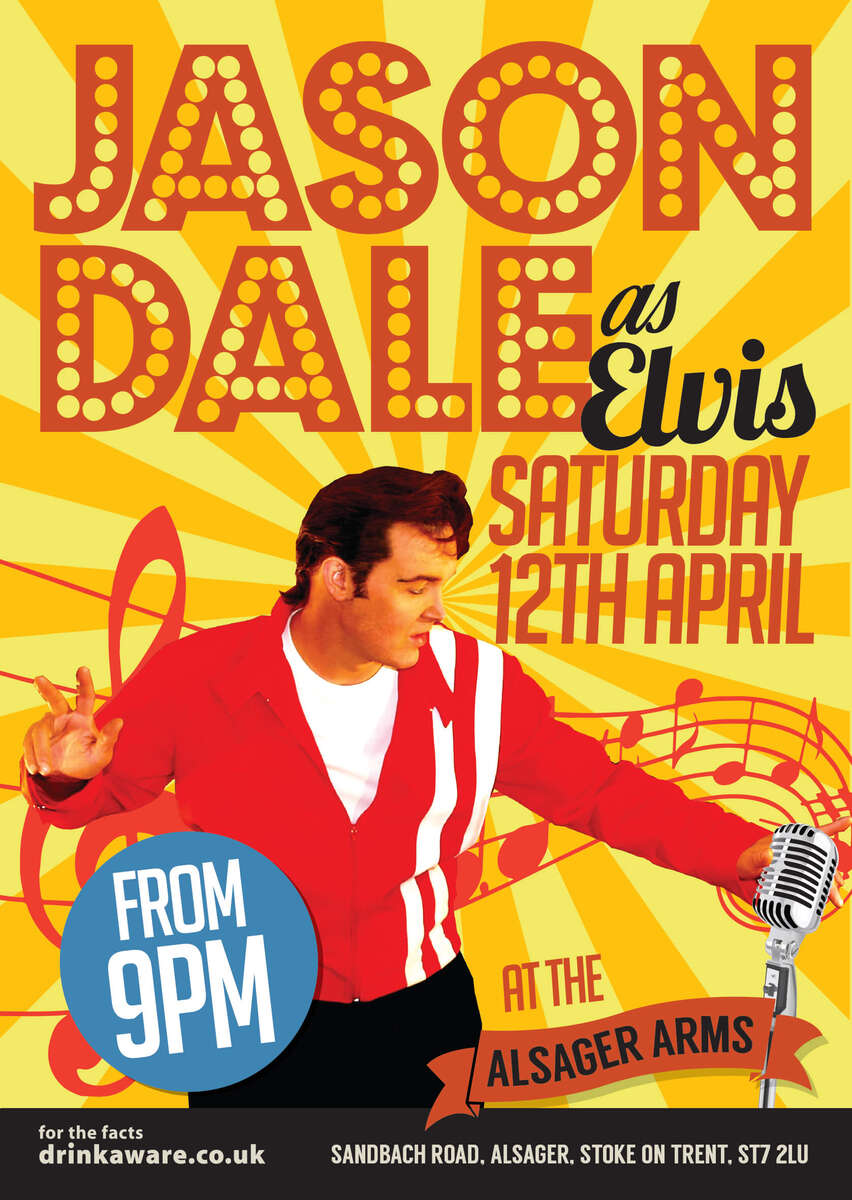 JASON
DALE
as
Elvis
SATURDAY
12TH APRIL
FROM
9PM
AT THE
ALSAGER ARMS
for the facts
drinkaware.co.uk
SANDBACH ROAD, ALSAGER, STOKE ON TRENT, ST7 2LU